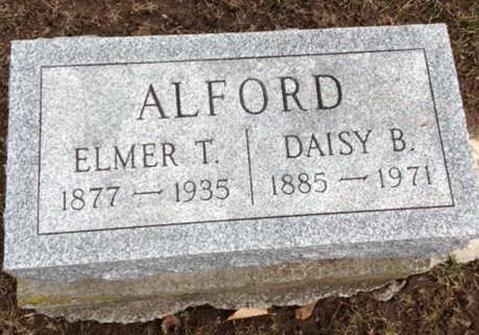 ALFORD
ELMER T. DAISY B.
1877 — 1935 1885 — 1971